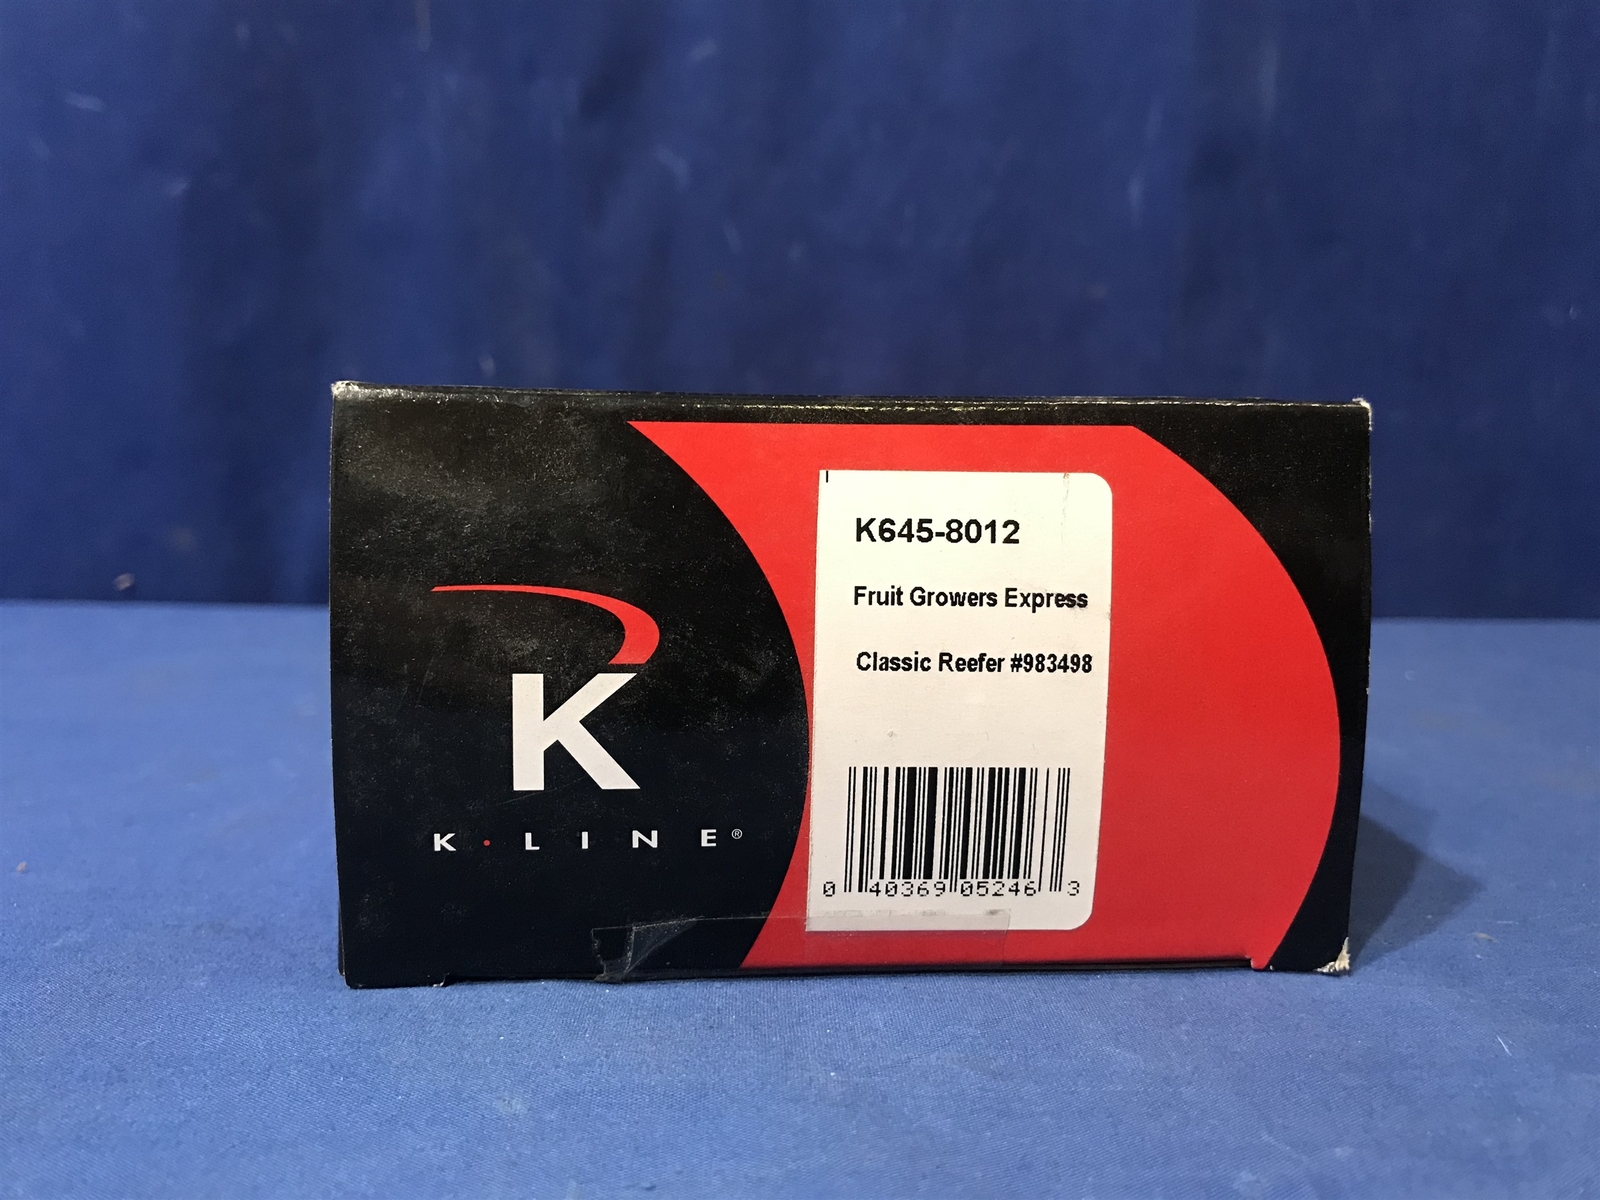 K
K·LINE®
K645-8012
Fruit Growers Express
Classic Reefer #983498
0 40369 05246 3